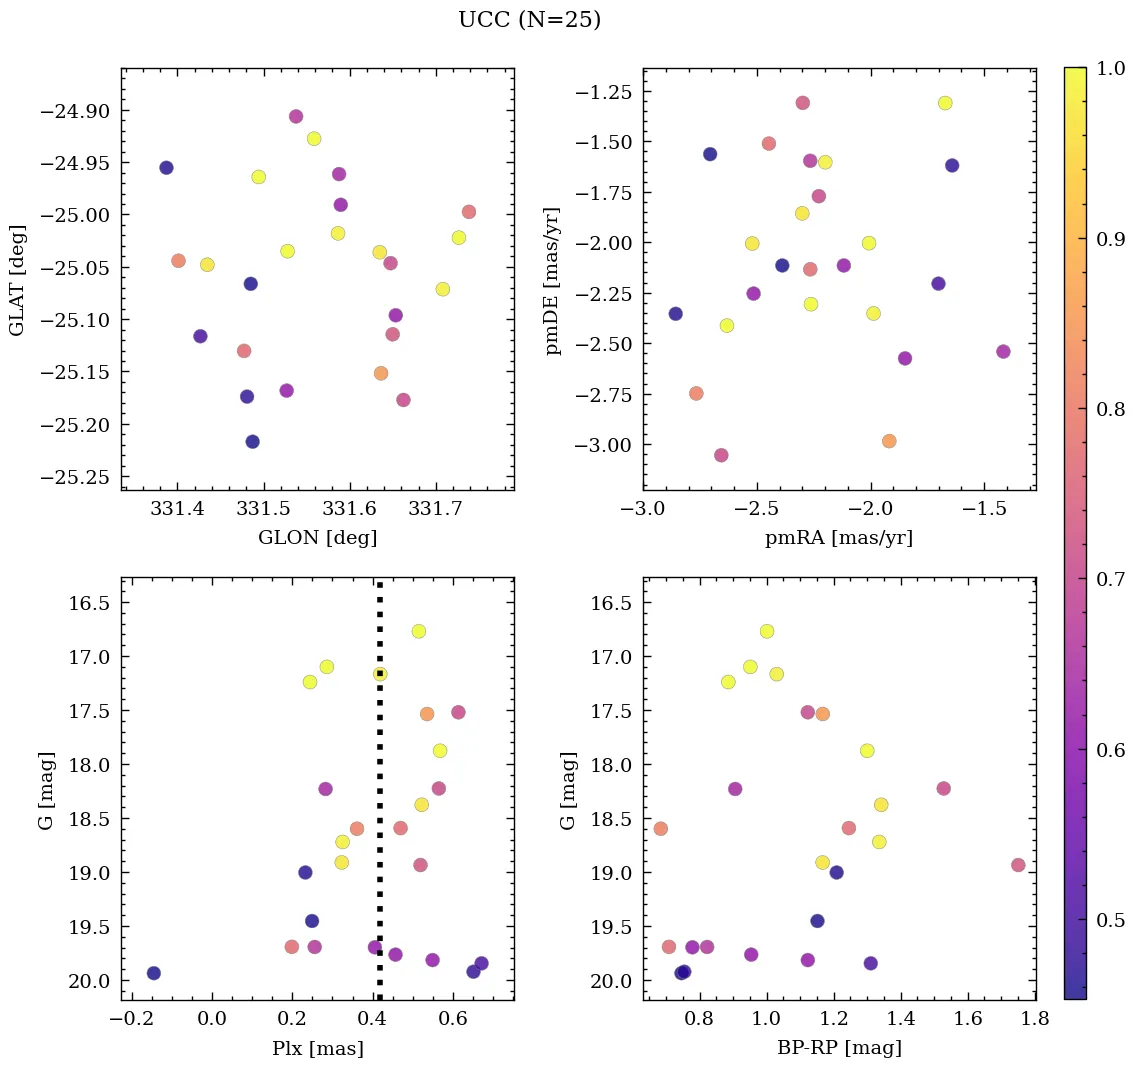 UCC (N=25)
−24.90
−24.95
−25.00
−25.05
−25.10
−25.15
−25.20
−25.25
GLAT [deg]
331.4 331.5 331.6 331.7
GLON [deg]
−1.25
−1.50
−1.75
−2.00
−2.25
−2.50
−2.75
−3.00
pmDE [mas/yr]
−3.0 −2.5 −2.0 −1.5
pmRA [mas/yr]
16.5
17.0
17.5
18.0
18.5
19.0
19.5
20.0
G [mag]
−0.2 0.0 0.2 0.4 0.6
Plx [mas]
16.5
17.0
17.5
18.0
18.5
19.0
19.5
20.0
G [mag]
0.8 1.0 1.2 1.4 1.6 1.8
BP-RP [mag]
1.0
0.9
0.8
0.7
0.6
0.5